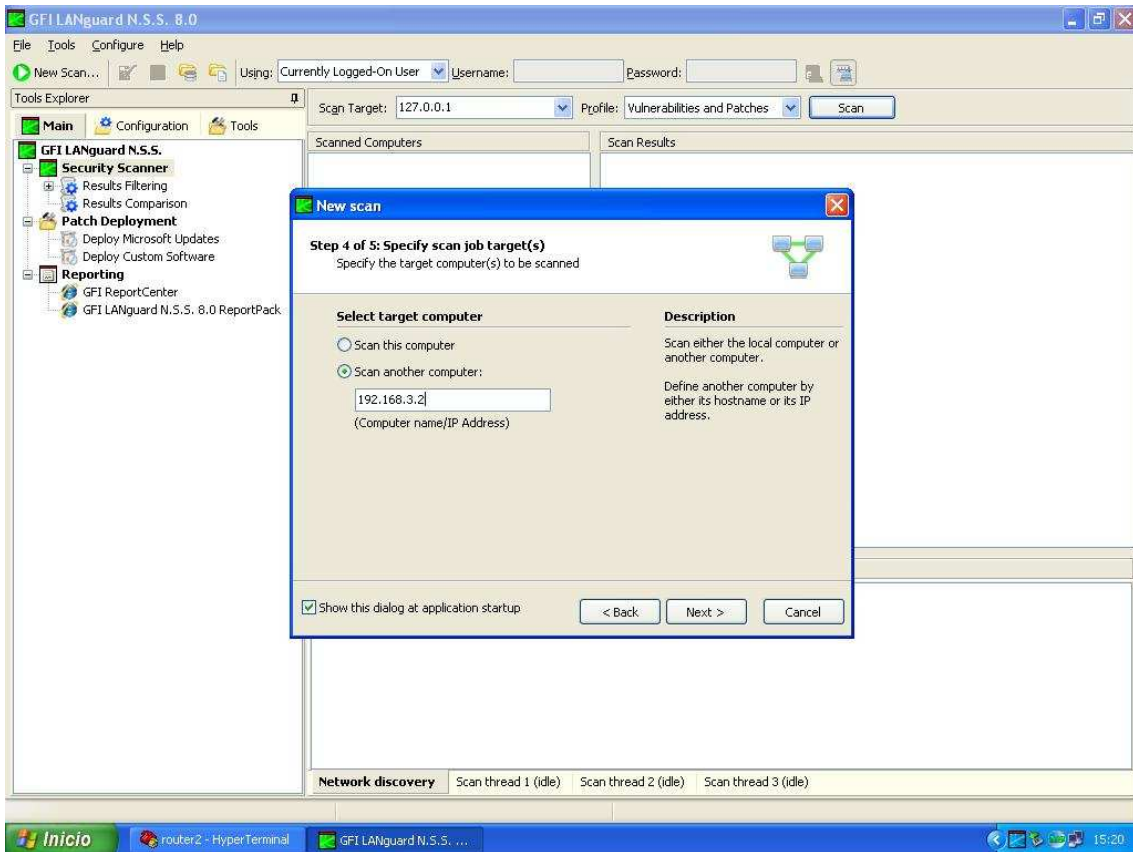 GFI LANguard N.S.S. 8.0
File Tools Configure Help
New Scan... Using: Currently Logged-On User Username: Password:
Tools Explorer
Main Configuration Tools
Scan Target: 127.0.0.1 Profile: Vulnerabilities and Patches Scan
Scanned Computers Scan Results
GFI LANguard N.S.S.
Security Scanner
Results Filtering
Results Comparison
Patch Deployment
Deploy Microsoft Updates
Deploy Custom Software
Reporting
GFI ReportCenter
GFI LANguard N.S.S. 8.0 ReportPack
New scan
Step 4 of 5: Specify scan job target(s)
Specify the target computer(s) to be scanned
Select target computer
Scan this computer
Scan another computer:
192.168.3.2
(Computer name/IP Address)
Description
Scan either the local computer or
another computer.
Define another computer by
either its hostname or its IP
address.
Show this dialog at application startup
< Back Next > Cancel
Network discovery Scan thread 1 (idle) Scan thread 2 (idle) Scan thread 3 (idle)
Inicio router2 - HyperTerminal GFI LANguard N.S.S. ... 15:20